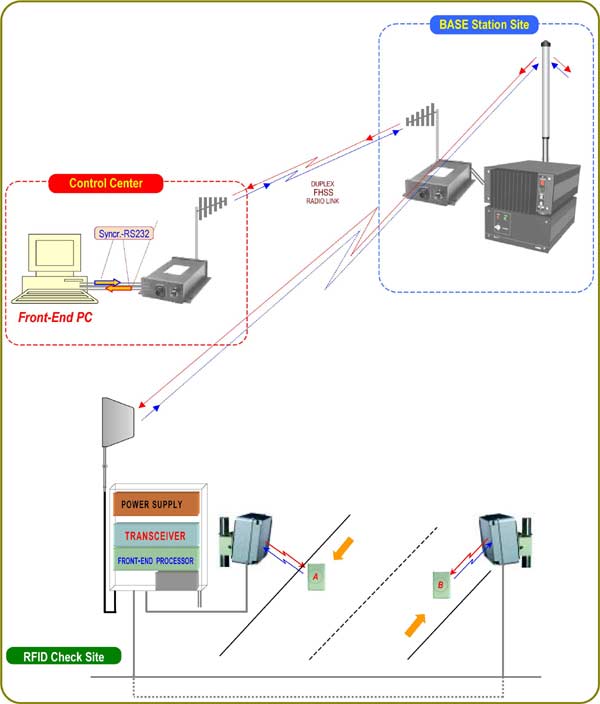 BASE Station Site
DUPLEX
FHSS
RADIO LINK
Control Center
Syncr.-RS232
Front-End PC
POWER SUPPLY
TRANSCEIVER
FRONT-END PROCESSOR
A
B
RFID Check Site